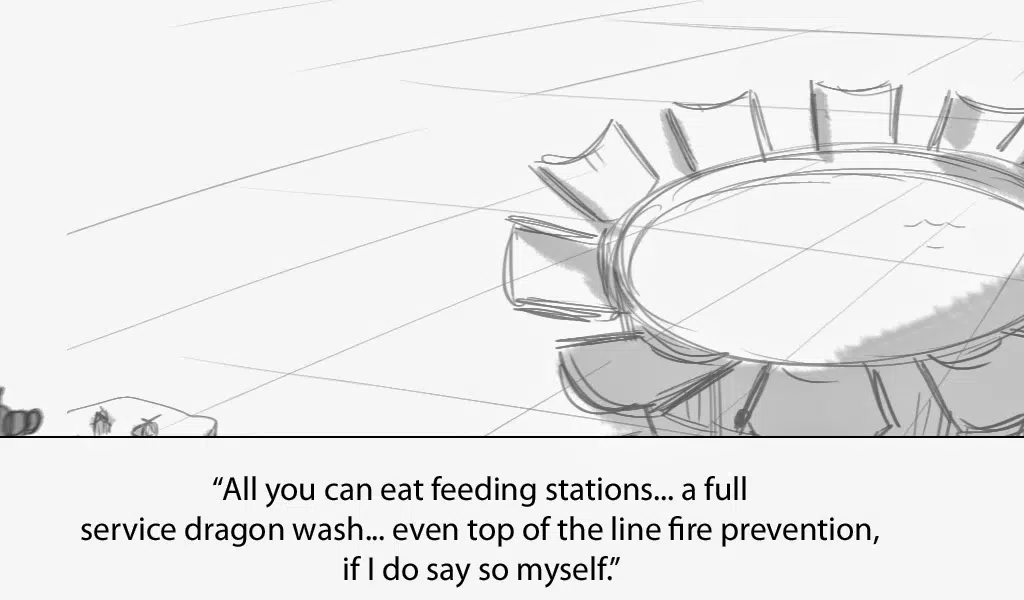 “All you can eat feeding stations... a full
service dragon wash... even top of the line fire prevention,
if I do say so myself.”